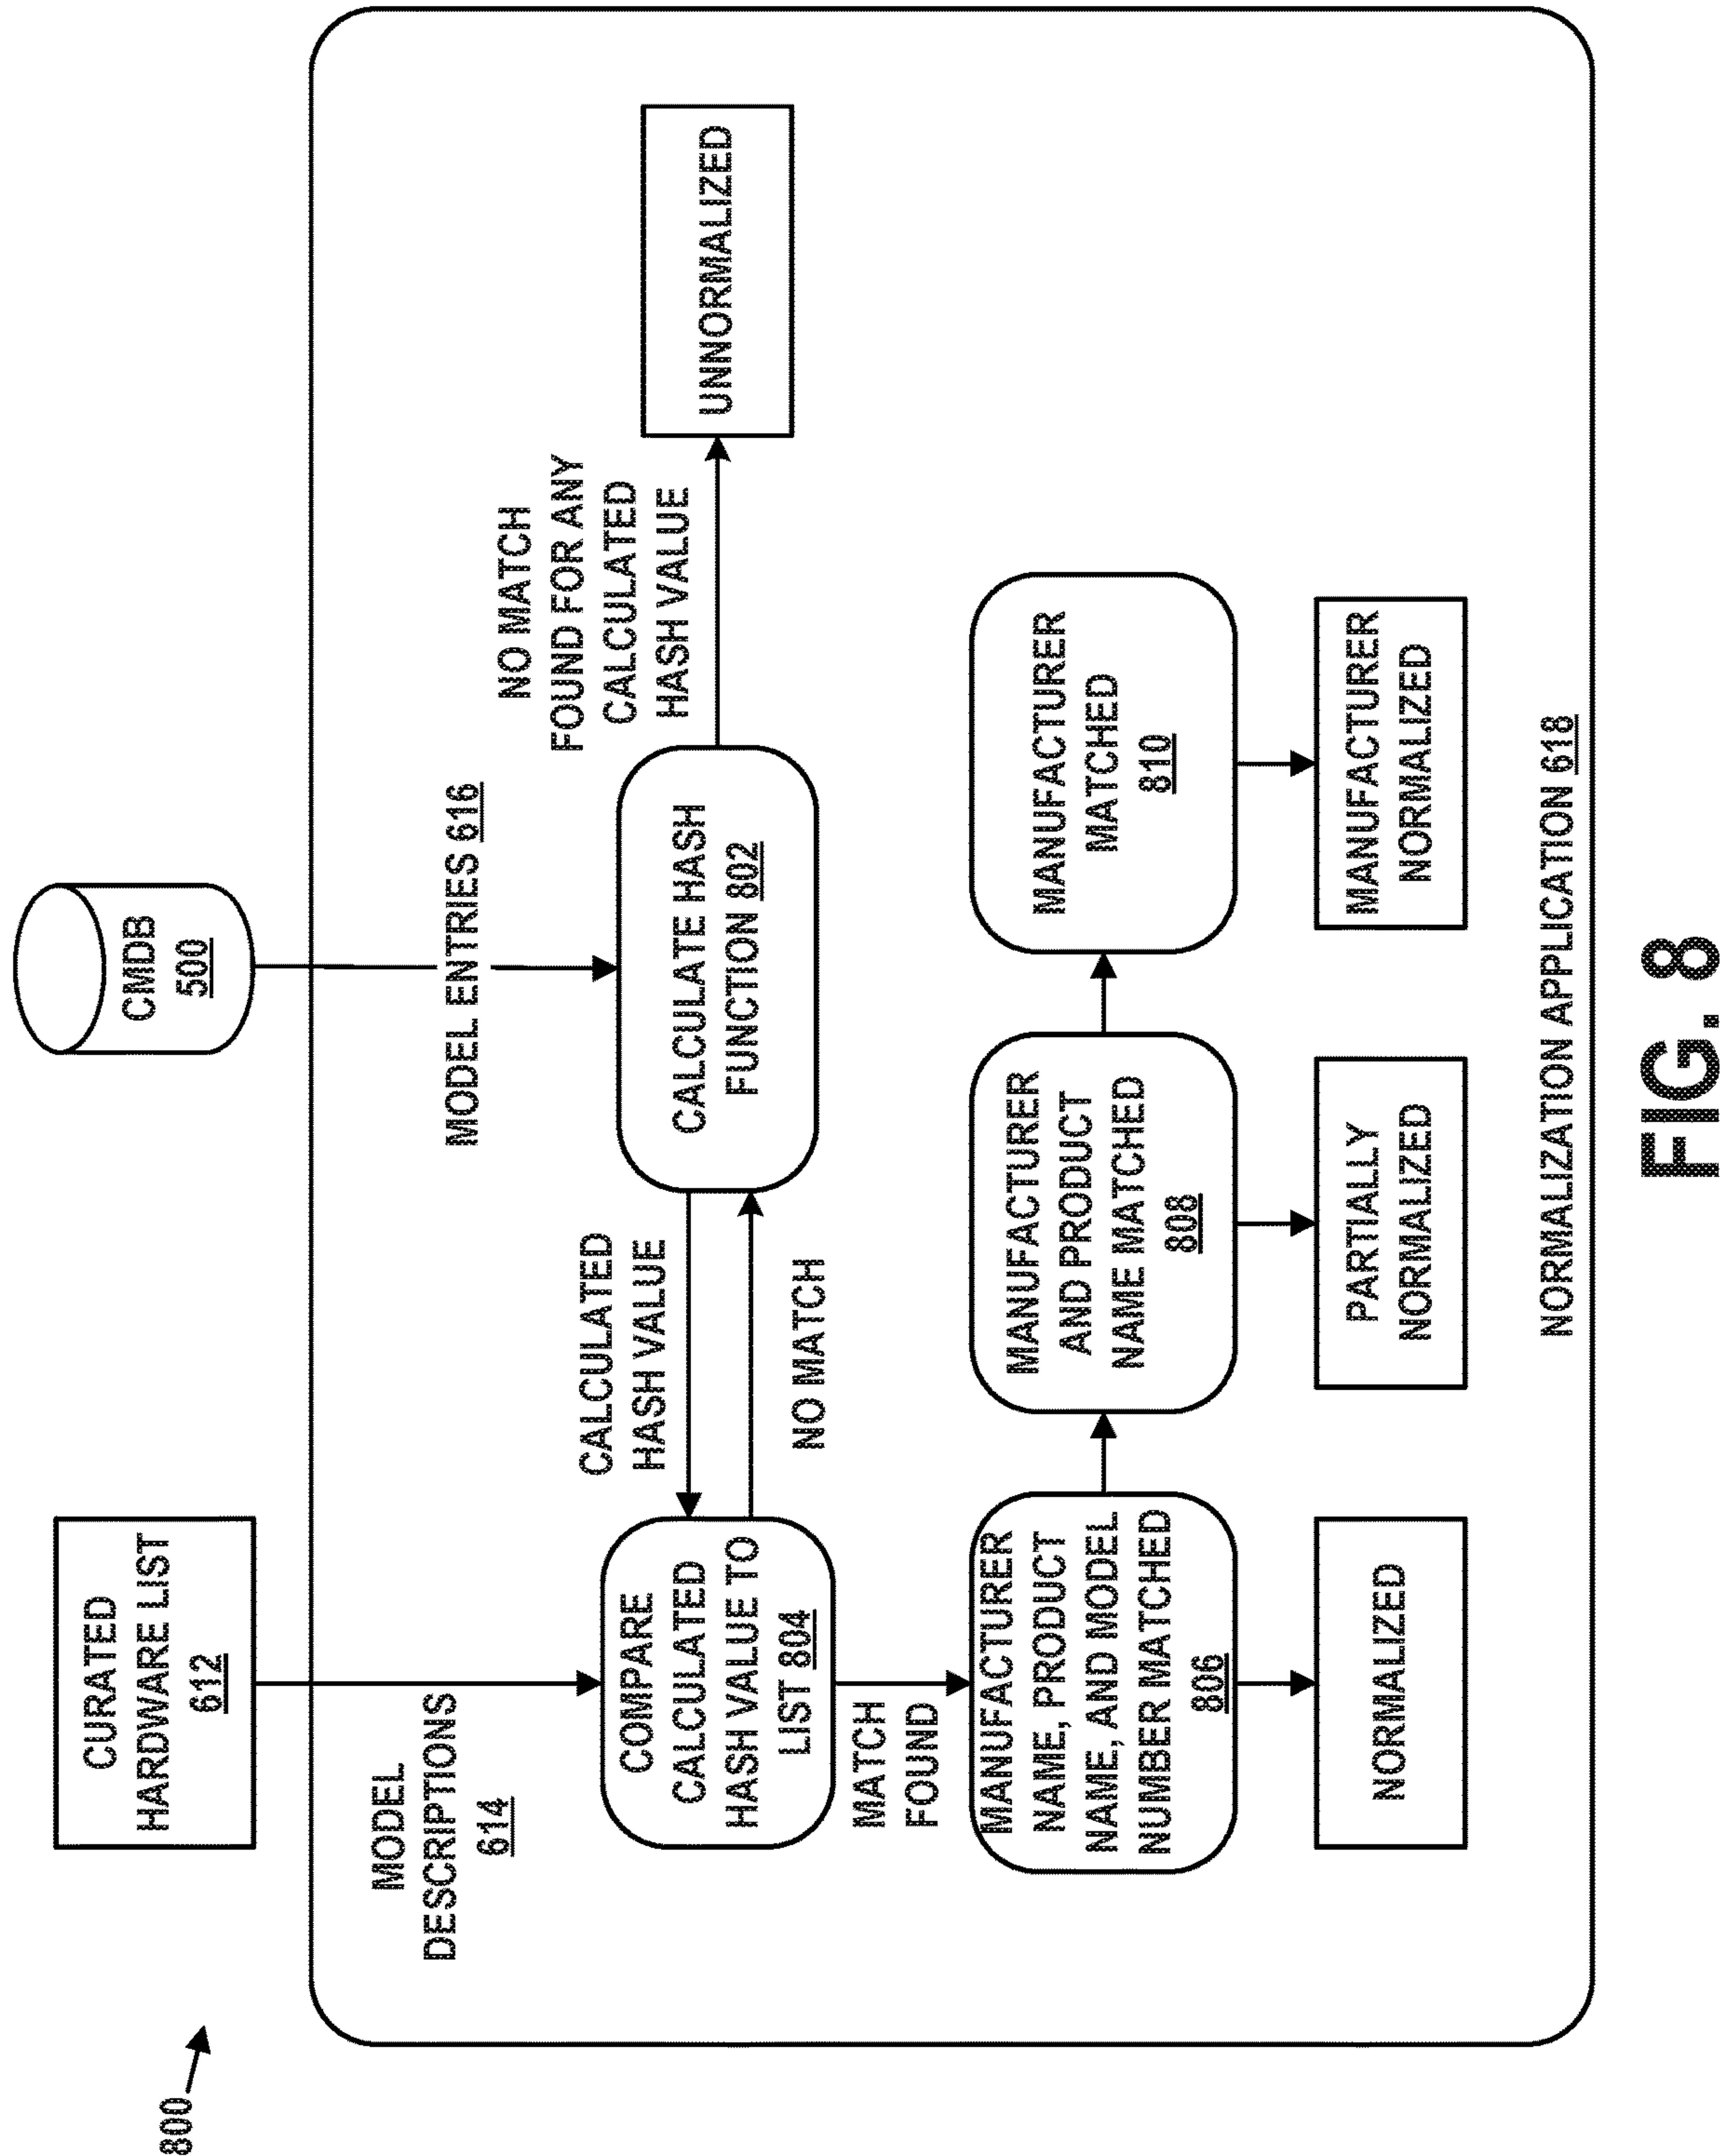 800
CURATED
HARDWARE LIST
612
CMDB
500
MODEL
DESCRIPTIONS
614
MODEL ENTRIES 616
COMPARE
CALCULATED
HASH VALUE TO
LIST 804
CALCULATED
HASH VALUE
NO MATCH
CALCULATE HASH
FUNCTION 802
NO MATCH
FOUND FOR ANY
CALCULATED
HASH VALUE
UNNORMALIZED
MATCH
FOUND
MANUFACTURER
NAME, PRODUCT
NAME, AND MODEL
NUMBER MATCHED
806
MANUFACTURER
AND PRODUCT
NAME MATCHED
808
MANUFACTURER
MATCHED
810
NORMALIZED
PARTIALLY
NORMALIZED
MANUFACTURER
NORMALIZED
NORMALIZATION APPLICATION 618
FIG. 8